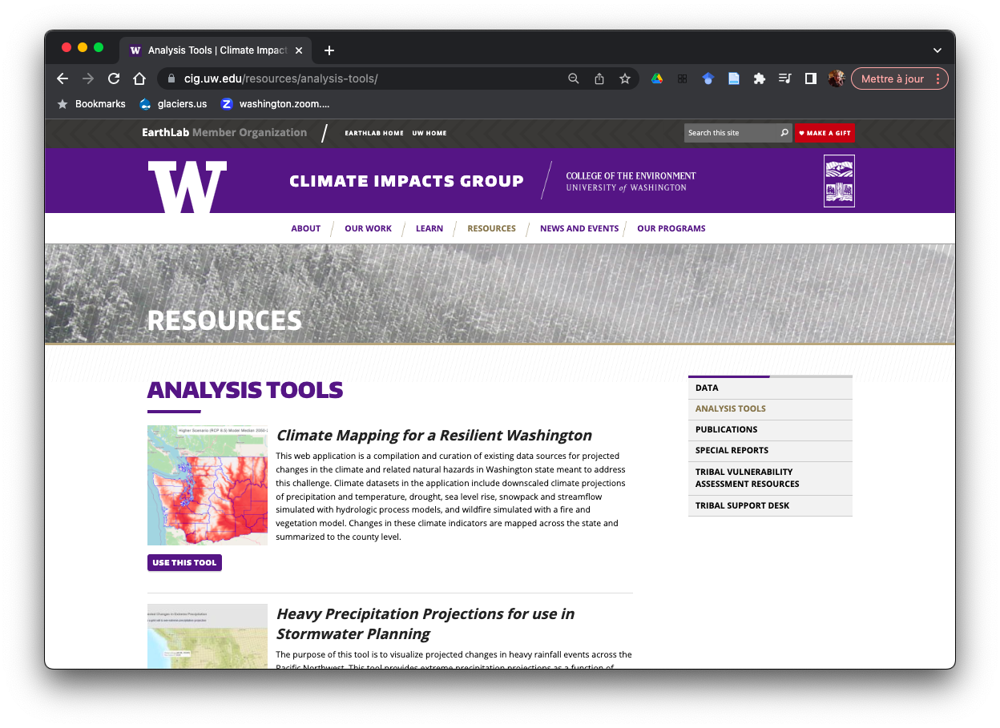 W Analysis Tools | Climate Impact
cig.uw.edu/resources/analysis-tools/
Mettre à jour
Bookmarks
glaciers.us
Z washington.zoom....
EarthLab Member Organization
EARTHLAB HOME UW HOME
Search this site
MAKE A GIFT
W
CLIMATE IMPACTS GROUP
COLLEGE OF THE ENVIRONMENT
UNIVERSITY of WASHINGTON
ABOUT OUR WORK LEARN RESOURCES NEWS AND EVENTS OUR PROGRAMS
RESOURCES
ANALYSIS TOOLS
Higher Scenario (RCP 8.5) Model Median 2050-2
Climate Mapping for a Resilient Washington
This web application is a compilation and curation of existing data sources for projected
changes in the climate and related natural hazards in Washington state meant to address
this challenge. Climate datasets in the application include downscaled climate projections
of precipitation and temperature, drought, sea level rise, snowpack and streamflow
simulated with hydrologic process models, and wildfire simulated with a fire and
vegetation model. Changes in these climate indicators are mapped across the state and
summarized to the county level.
USE THIS TOOL
Changes in Extreme Precipitation
Heavy Precipitation Projections for use in
Stormwater Planning
The purpose of this tool is to visualize projected changes in heavy rainfall events across the
Pacific Northwest. This tool provides extreme precipitation projections as a function of
DATA
ANALYSIS TOOLS
PUBLICATIONS
SPECIAL REPORTS
TRIBAL VULNERABILITY
ASSESSMENT RESOURCES
TRIBAL SUPPORT DESK